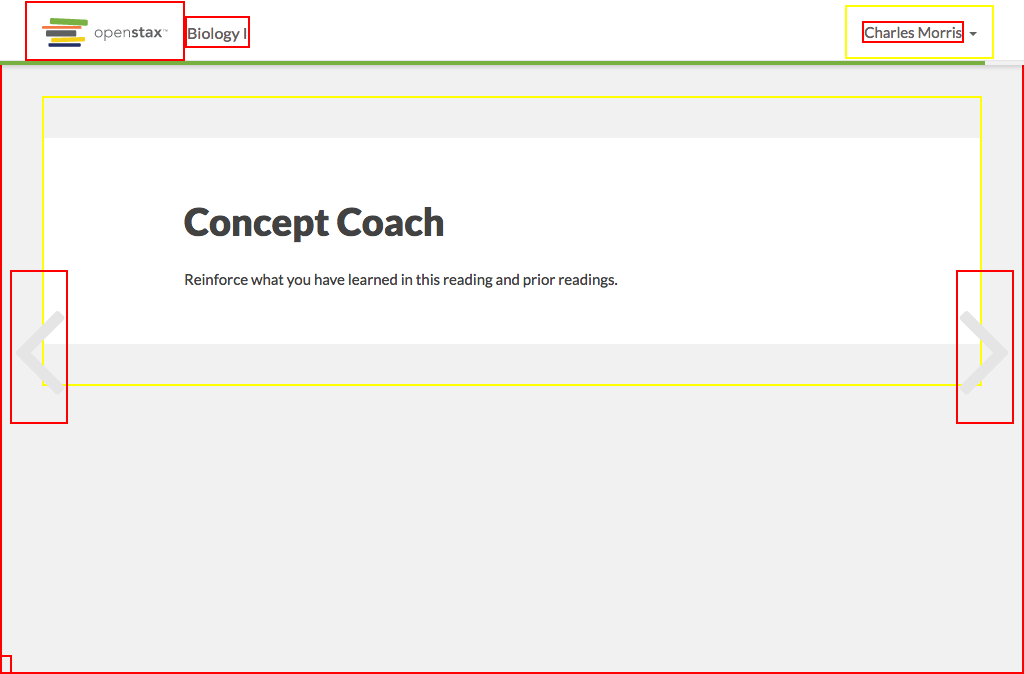 openstax™ Biology I Charles Morris
Concept Coach
Reinforce what you have learned in this reading and prior readings.